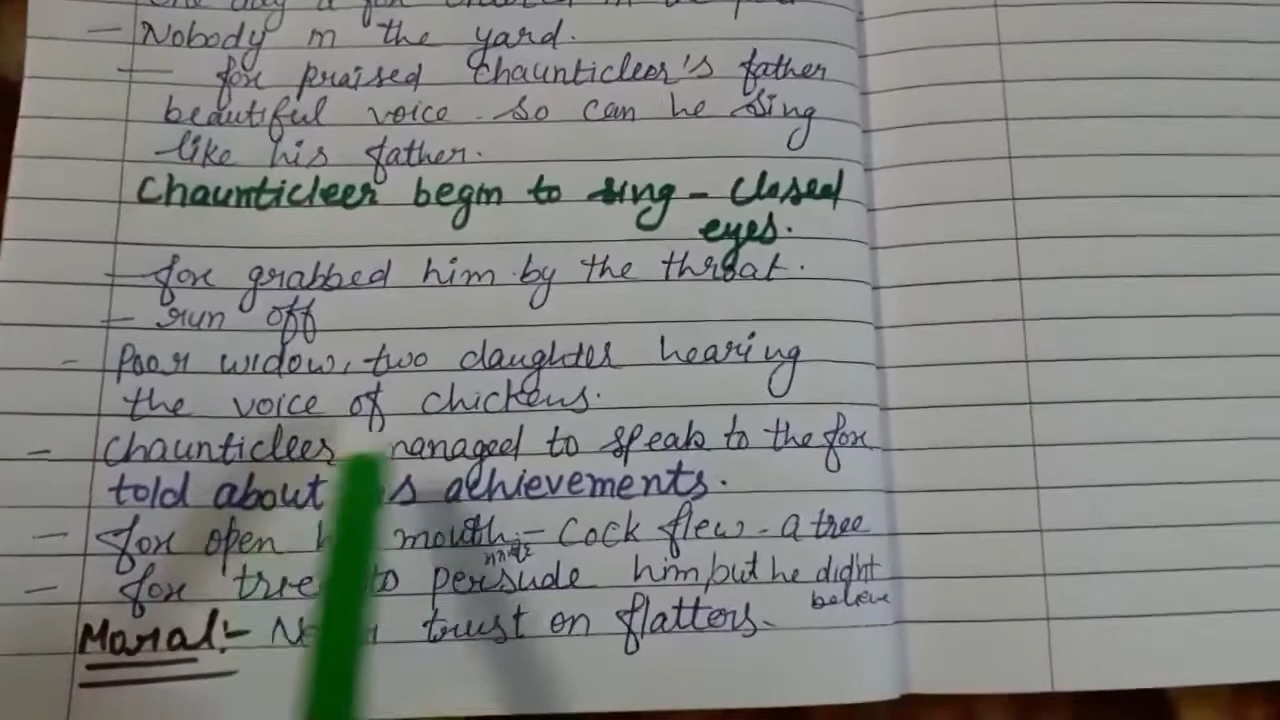 - Nobody in the yard.
- fox praised Chaunticleer's father
beautiful voice. so can he sing
like his father.
Chaunticleer begin to sing - closed
eyes.
- fox grabbed him by the throat.
- run off
- Poor widow, two daughter hearing
the voice of chickens.
- Chaunticleer managed to speak to the fox
told about achievements.
- fox open mouth - Cock flew - a tree
- fox to persude him, but he did'nt
believe
Moral:- trust on flatters.